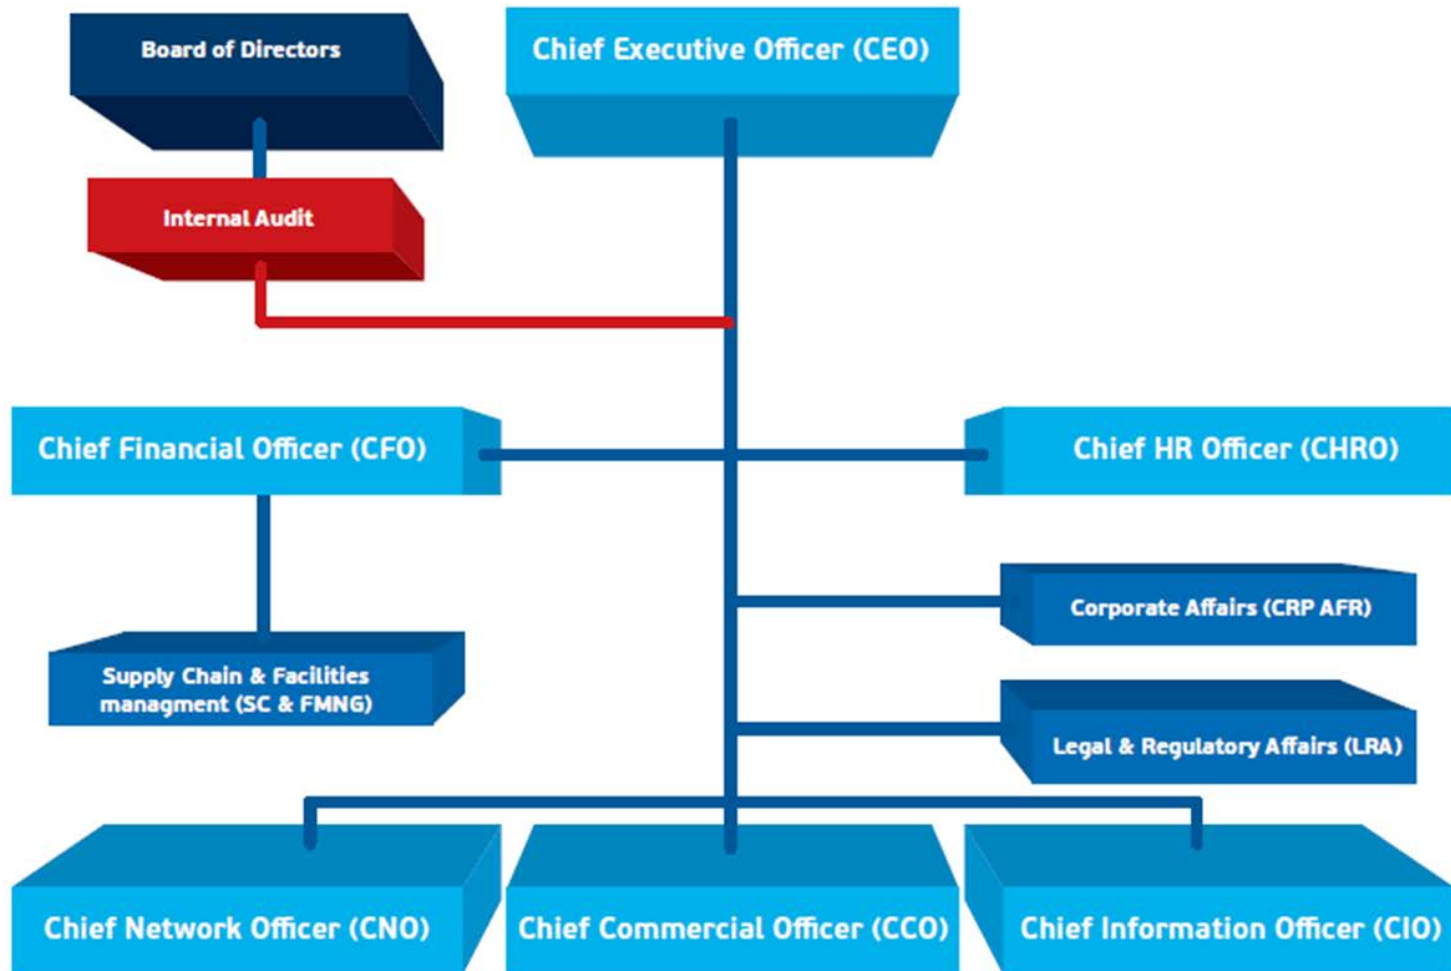 Board of Directors
Chief Executive Officer (CEO)
Internal Audit
Chief Financial Officer (CFO)
Chief HR Officer (CHRO)
Corporate Affairs (CRP AFR)
Supply Chain & Facilities
managment (SC & FMNG)
Legal & Regulatory Affairs (LRA)
Chief Network Officer (CNO)
Chief Commercial Officer (CCO)
Chief Information Officer (CIO)